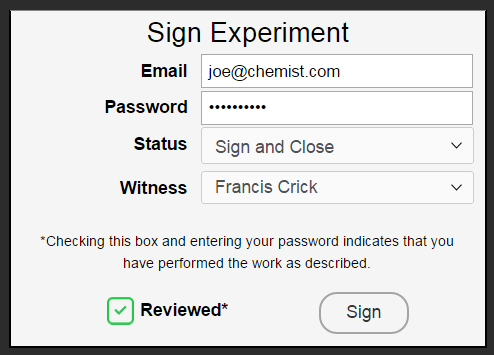 Sign Experiment
Email joe@chemist.com
Password ••••••••••
Status Sign and Close
Witness Francis Crick
*Checking this box and entering your password indicates that you
have performed the work as described.
Reviewed* Sign